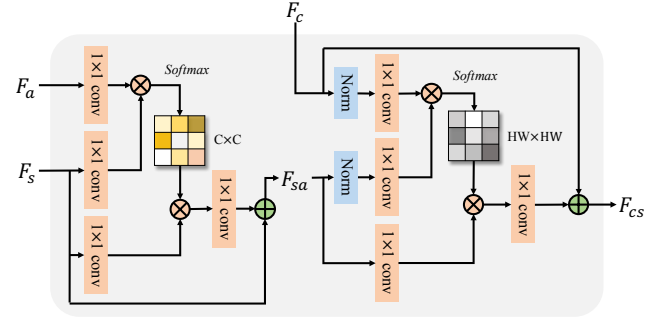 F_c
F_a
1×1 conv
Softmax
C×C
F_s
1×1 conv
1×1 conv
1×1 conv
F_sa
Norm
1×1 conv
Softmax
HW×HW
Norm
1×1 conv
1×1 conv
1×1 conv
F_cs